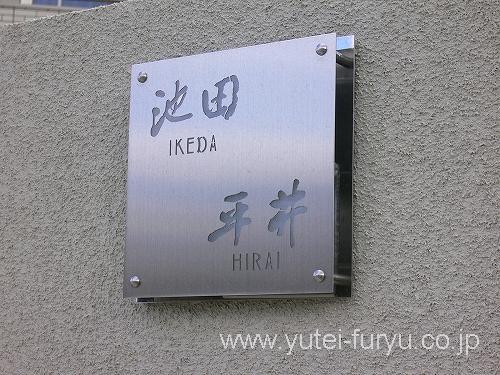 池田
IKEDA
平井
HIRAI
www.yutei-furyu.co.jp